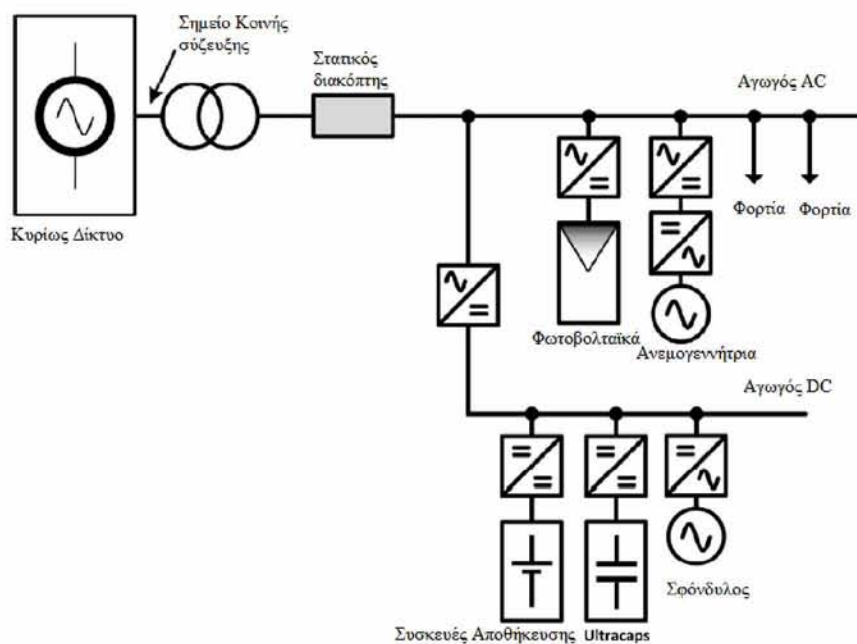 Σημείο Κοινής
σύζευξης
Στατικός
διακόπτης
Αγωγός AC
Φορτία Φορτία
Κυρίως Δίκτυο
Φωτοβολταϊκά
Ανεμογεννήτρια
Αγωγός DC
Σφόνδυλος
Συσκευές Αποθήκευσης Ultracaps